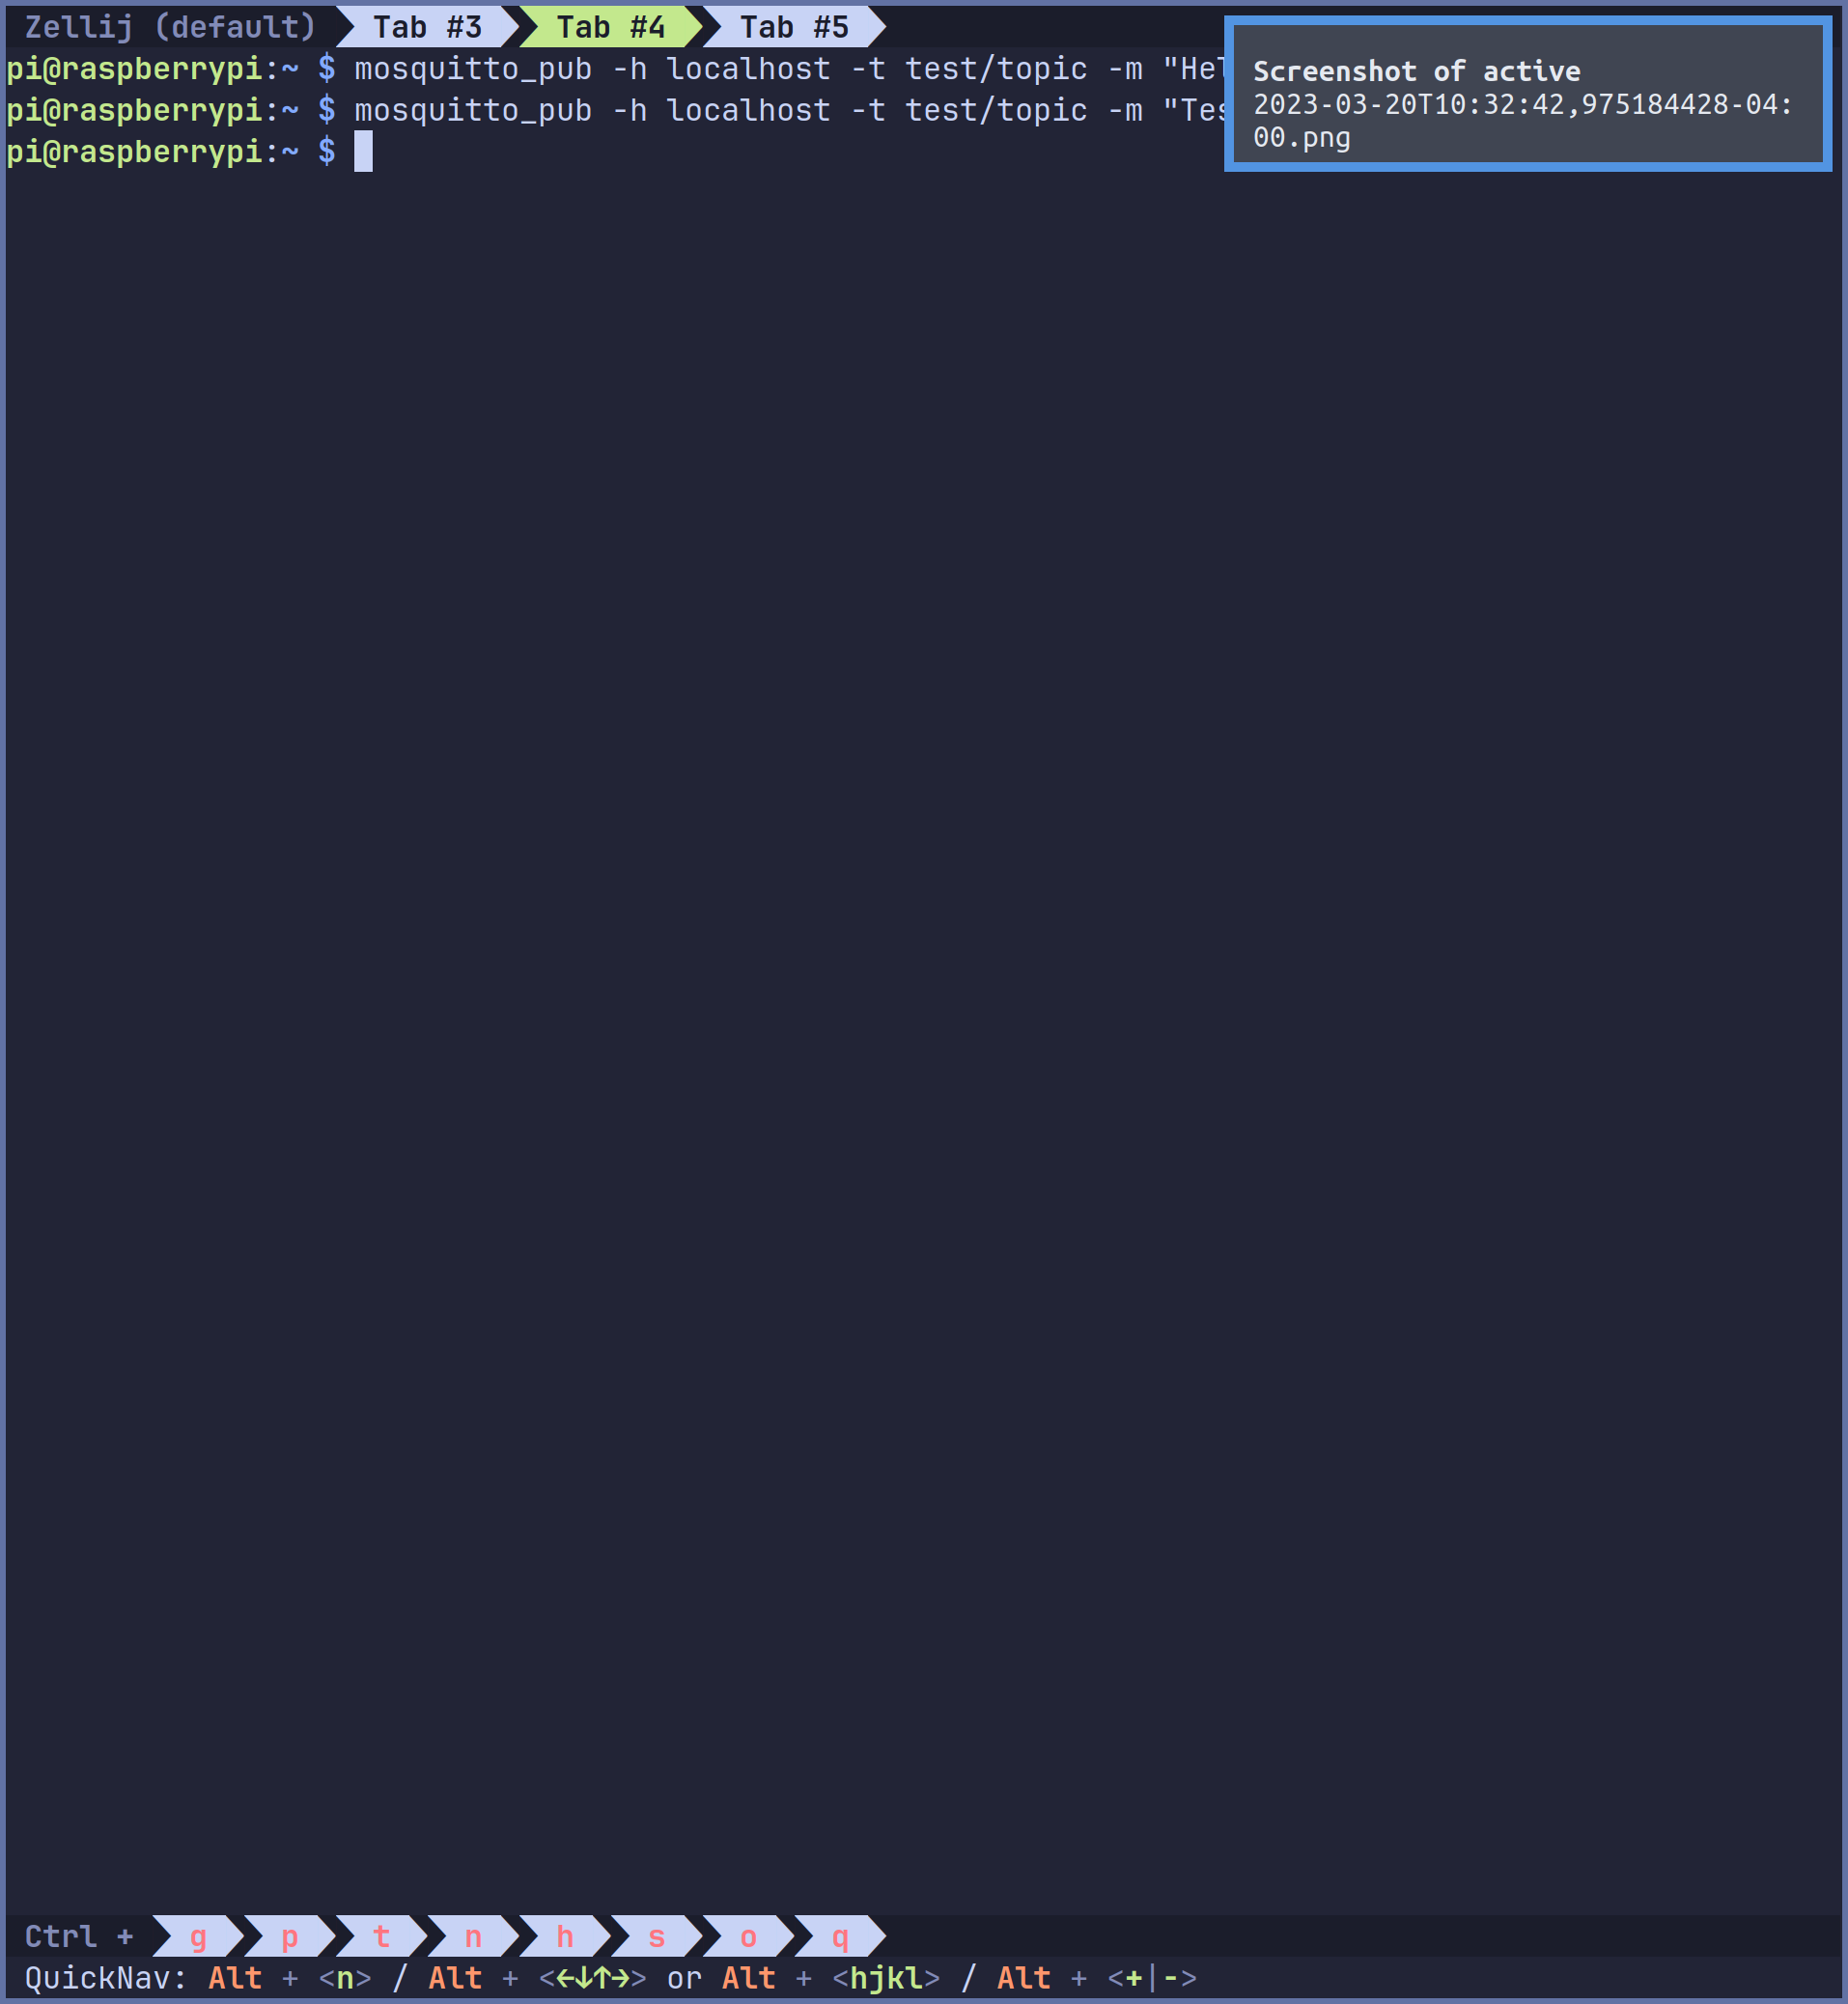 Zellij (default) Tab #3 Tab #4 Tab #5
pi@raspberrypi:~ $ mosquitto_pub -h localhost -t test/topic -m "Hel
pi@raspberrypi:~ $ mosquitto_pub -h localhost -t test/topic -m "Tes
pi@raspberrypi:~ $
Screenshot of active
2023-03-20T10:32:42,975184428-04:
00.png
Ctrl + g p t n h s o q
QuickNav: Alt + <n> / Alt + <←↓↑→> or Alt + <hjkl> / Alt + <+|->